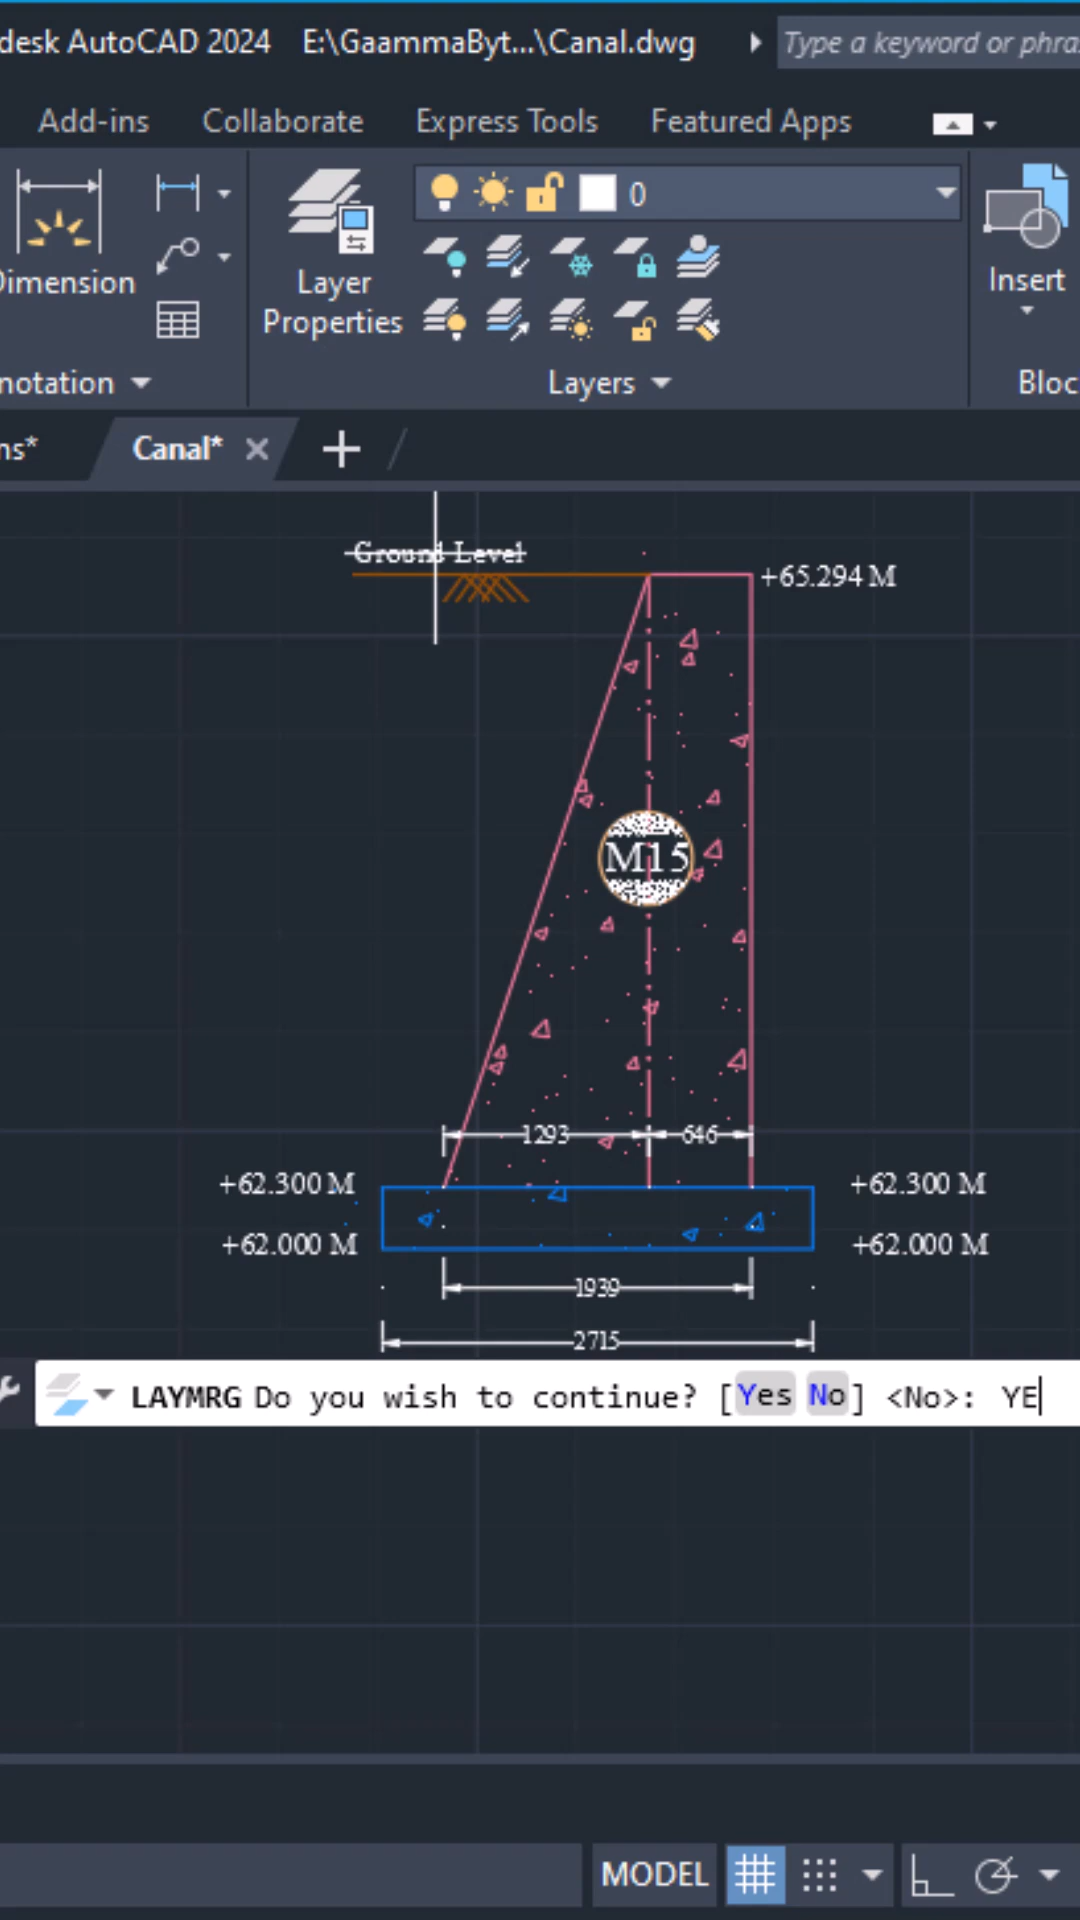 desk AutoCAD 2024 E:\GaammaByt...\Canal.dwg Type a keyword or phra
Add-ins Collaborate Express Tools Featured Apps
0
Dimension
Layer
Properties
Insert
notation Layers Bloc
ns* Canal*
Ground Level
+65.294 M
M15
1293 646
+62.300 M +62.300 M
+62.000 M +62.000 M
1939
2715
LAYMRG Do you wish to continue? [Yes No] <No>: YE
MODEL